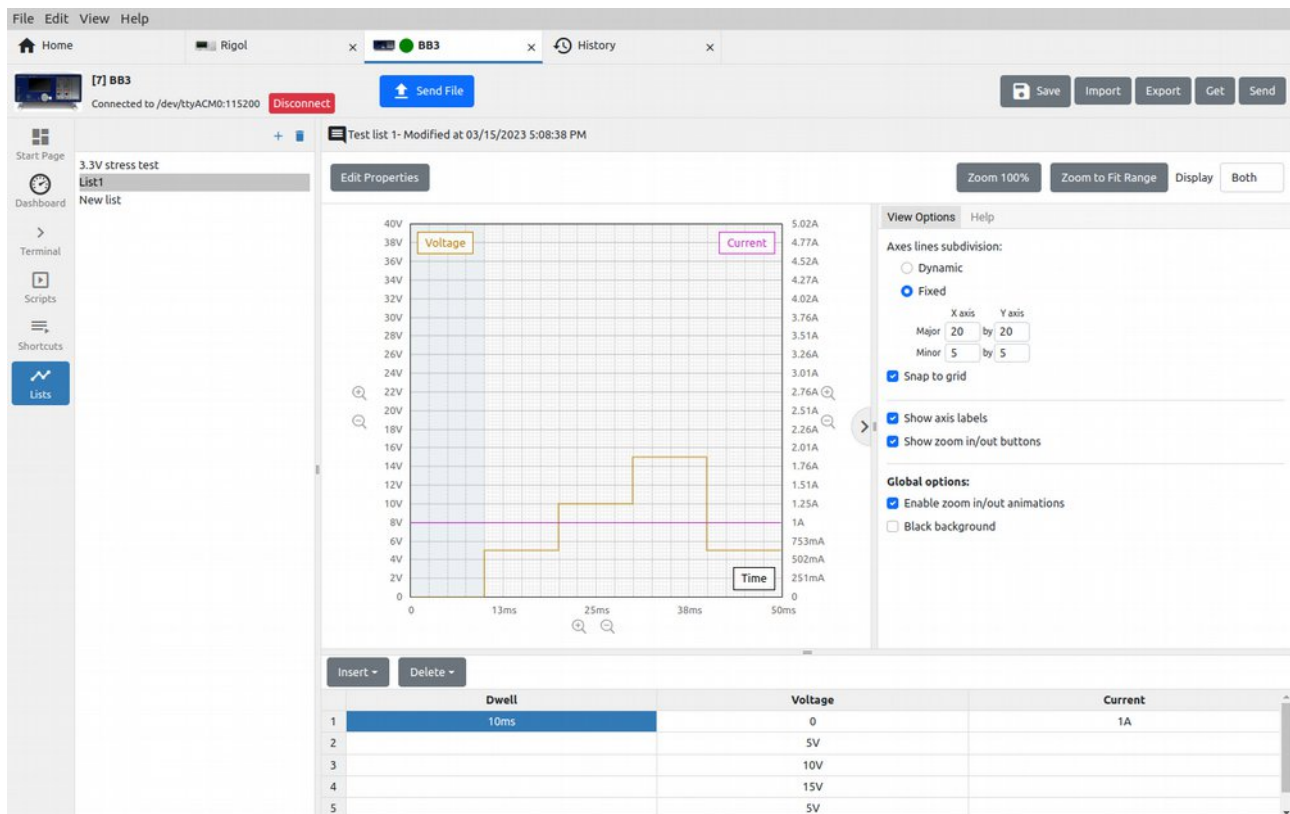 File Edit View Help
Home Rigol × BB3 × History ×
[7] BB3
Connected to /dev/ttyACM0:115200 Disconnect Send File Save Import Export Get Send
Start Page
Dashboard
Terminal
Scripts
Shortcuts
Lists
+
3.3V stress test
List1
New list
Test list 1- Modified at 03/15/2023 5:08:38 PM
Edit Properties Zoom 100% Zoom to Fit Range Display Both
40V
38V
36V
34V
32V
30V
28V
26V
24V
22V
20V
18V
16V
14V
12V
10V
8V
6V
4V
2V
0
Voltage Current
Time
5.02A
4.77A
4.52A
4.27A
4.02A
3.76A
3.51A
3.26A
3.01A
2.76A
2.51A
2.26A
2.01A
1.76A
1.51A
1.25A
1A
753mA
502mA
251mA
0
0 13ms 25ms 38ms 50ms
View Options Help
Axes lines subdivision:
Dynamic
Fixed
X axis Y axis
Major 20 by 20
Minor 5 by 5
Snap to grid
Show axis labels
Show zoom in/out buttons
Global options:
Enable zoom in/out animations
Black background
Insert Delete
Dwell Voltage Current
1 10ms 0 1A
2 5V
3 10V
4 15V
5 5V